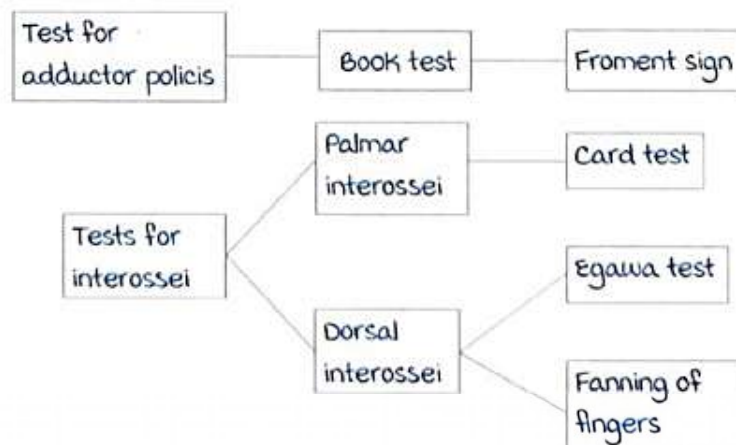 Test for
adductor policis
Book test
Froment sign
Tests for
interossei
Palmar
interossei
Card test
Dorsal
interossei
Egawa test
Fanning of
fingers